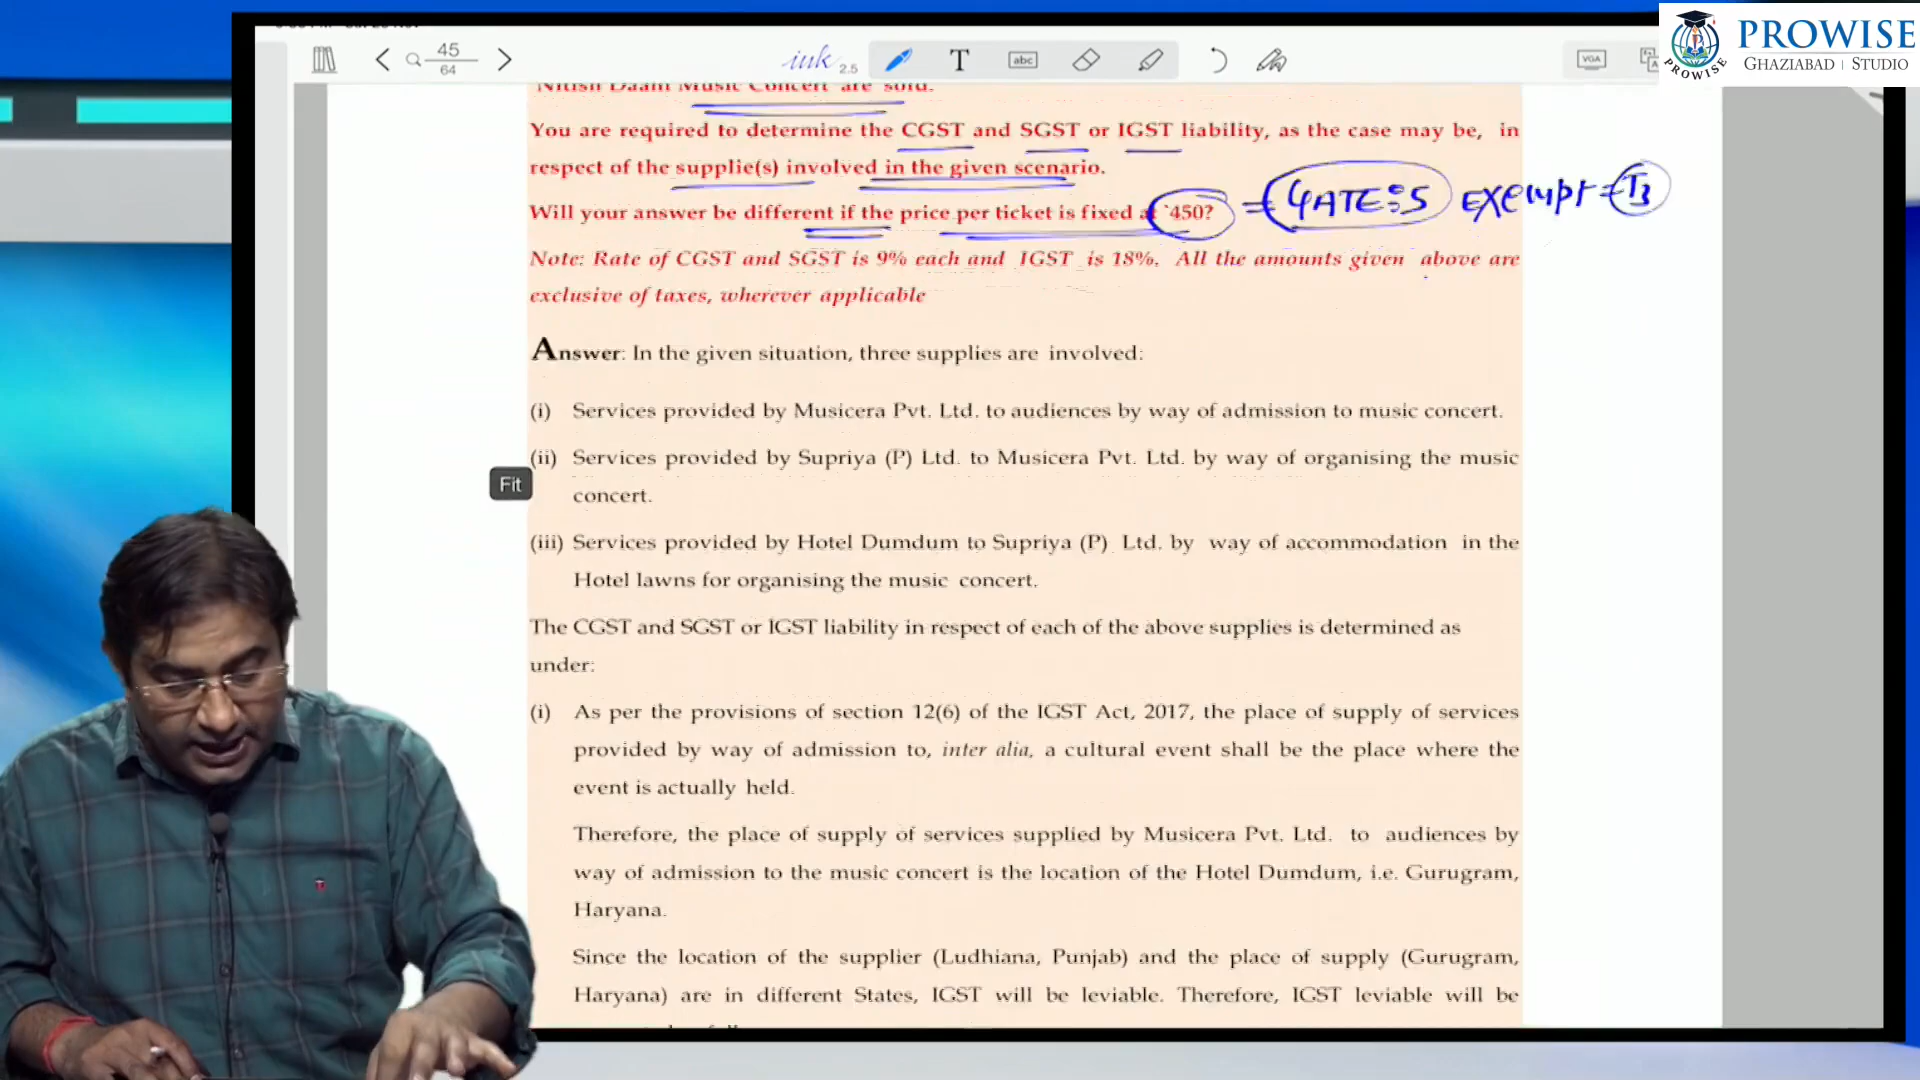 PROWISE
GHAZIABAD | STUDIO
PROWISE
45
64
ink 2.5
T
abc
VGA
Music Concert are sold.
You are required to determine the CGST and SGST or IGST liability, as the case may be, in
respect of the supplie(s) involved in the given scenario.
Will your answer be different if the price per ticket is fixed at `450?
= GATE:S Exempt =
Note: Rate of CGST and SGST is 9% each and IGST is 18%. All the amounts given above are
exclusive of taxes, wherever applicable
Answer: In the given situation, three supplies are involved:
(i) Services provided by Musicera Pvt. Ltd. to audiences by way of admission to music concert.
(ii) Services provided by Supriya (P) Ltd. to Musicera Pvt. Ltd. by way of organising the music
concert.
Fit
(iii) Services provided by Hotel Dumdum to Supriya (P) Ltd. by way of accommodation in the
Hotel lawns for organising the music concert.
The CGST and SGST or IGST liability in respect of each of the above supplies is determined as
under:
(i) As per the provisions of section 12(6) of the IGST Act, 2017, the place of supply of services
provided by way of admission to, inter alia, a cultural event shall be the place where the
event is actually held.
Therefore, the place of supply of services supplied by Musicera Pvt. Ltd. to audiences by
way of admission to the music concert is the location of the Hotel Dumdum, i.e. Gurugram,
Haryana.
Since the location of the supplier (Ludhiana, Punjab) and the place of supply (Gurugram,
Haryana) are in different States, IGST will be leviable. Therefore, IGST leviable will be